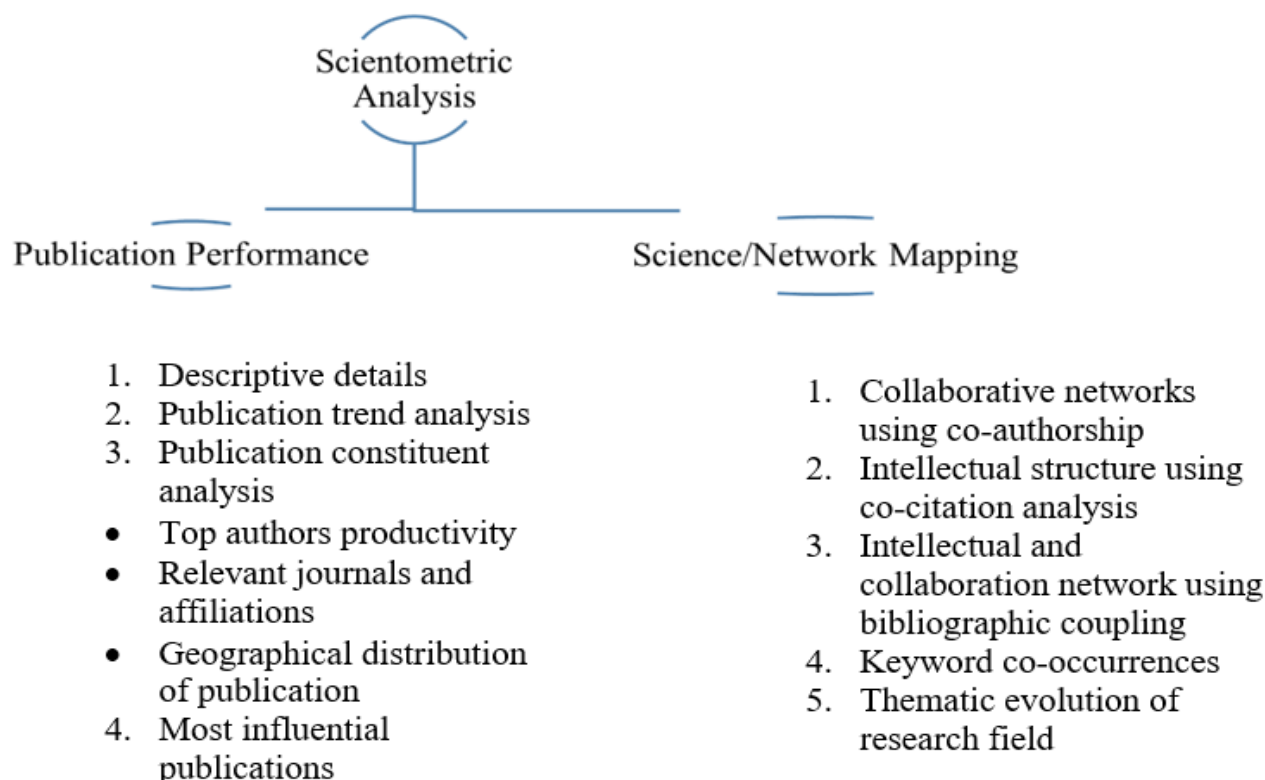 Scientometric
Analysis
Publication Performance
Science/Network Mapping
1. Descriptive details
2. Publication trend analysis
3. Publication constituent
analysis
• Top authors productivity
• Relevant journals and
affiliations
• Geographical distribution
of publication
4. Most influential
publications
1. Collaborative networks
using co-authorship
2. Intellectual structure using
co-citation analysis
3. Intellectual and
collaboration network using
bibliographic coupling
4. Keyword co-occurrences
5. Thematic evolution of
research field